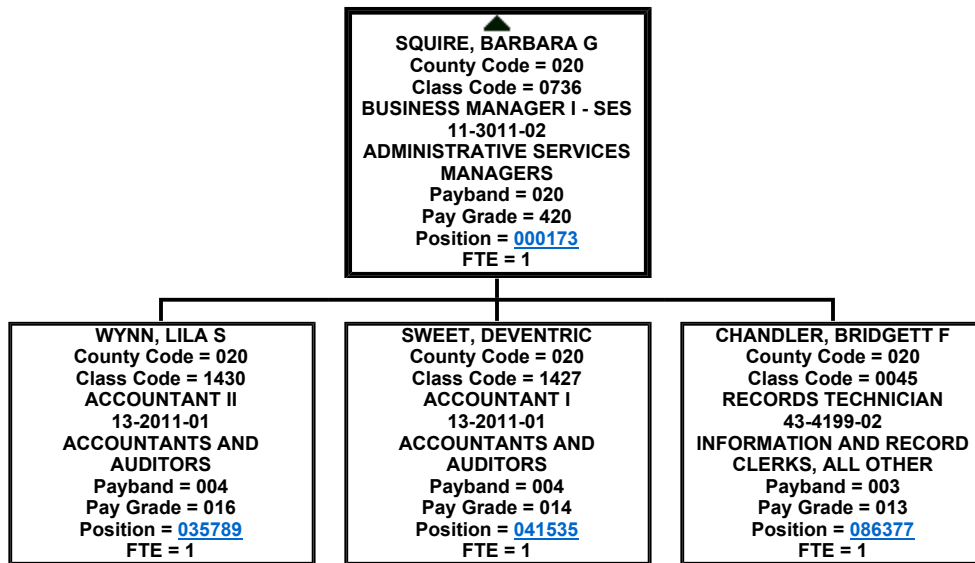 SQUIRE, BARBARA G
County Code = 020
Class Code = 0736
BUSINESS MANAGER I - SES
11-3011-02
ADMINISTRATIVE SERVICES
MANAGERS
Payband = 020
Pay Grade = 420
Position = 000173
FTE = 1
WYNN, LILA S
County Code = 020
Class Code = 1430
ACCOUNTANT II
13-2011-01
ACCOUNTANTS AND
AUDITORS
Payband = 004
Pay Grade = 016
Position = 035789
FTE = 1
SWEET, DEVENTRIC
County Code = 020
Class Code = 1427
ACCOUNTANT I
13-2011-01
ACCOUNTANTS AND
AUDITORS
Payband = 004
Pay Grade = 014
Position = 041535
FTE = 1
CHANDLER, BRIDGETT F
County Code = 020
Class Code = 0045
RECORDS TECHNICIAN
43-4199-02
INFORMATION AND RECORD
CLERKS, ALL OTHER
Payband = 003
Pay Grade = 013
Position = 086377
FTE = 1